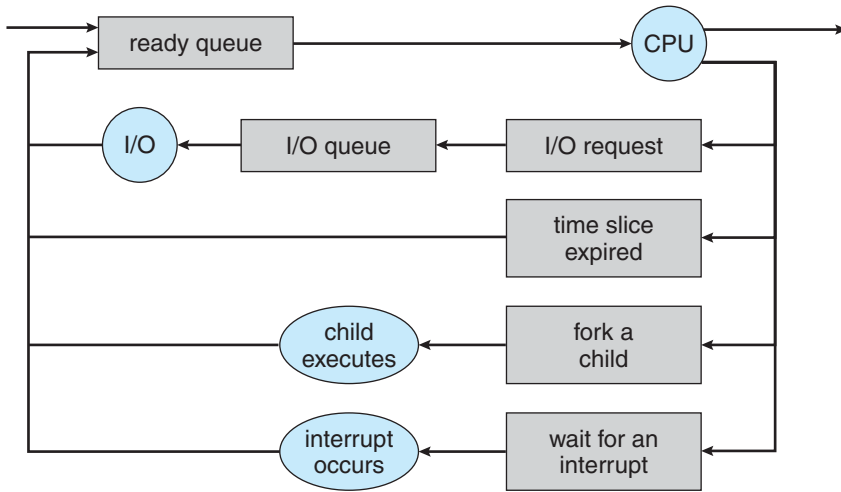 ready queue
CPU
I/O
I/O queue
I/O request
time slice
expired
child
executes
fork a
child
interrupt
occurs
wait for an
interrupt